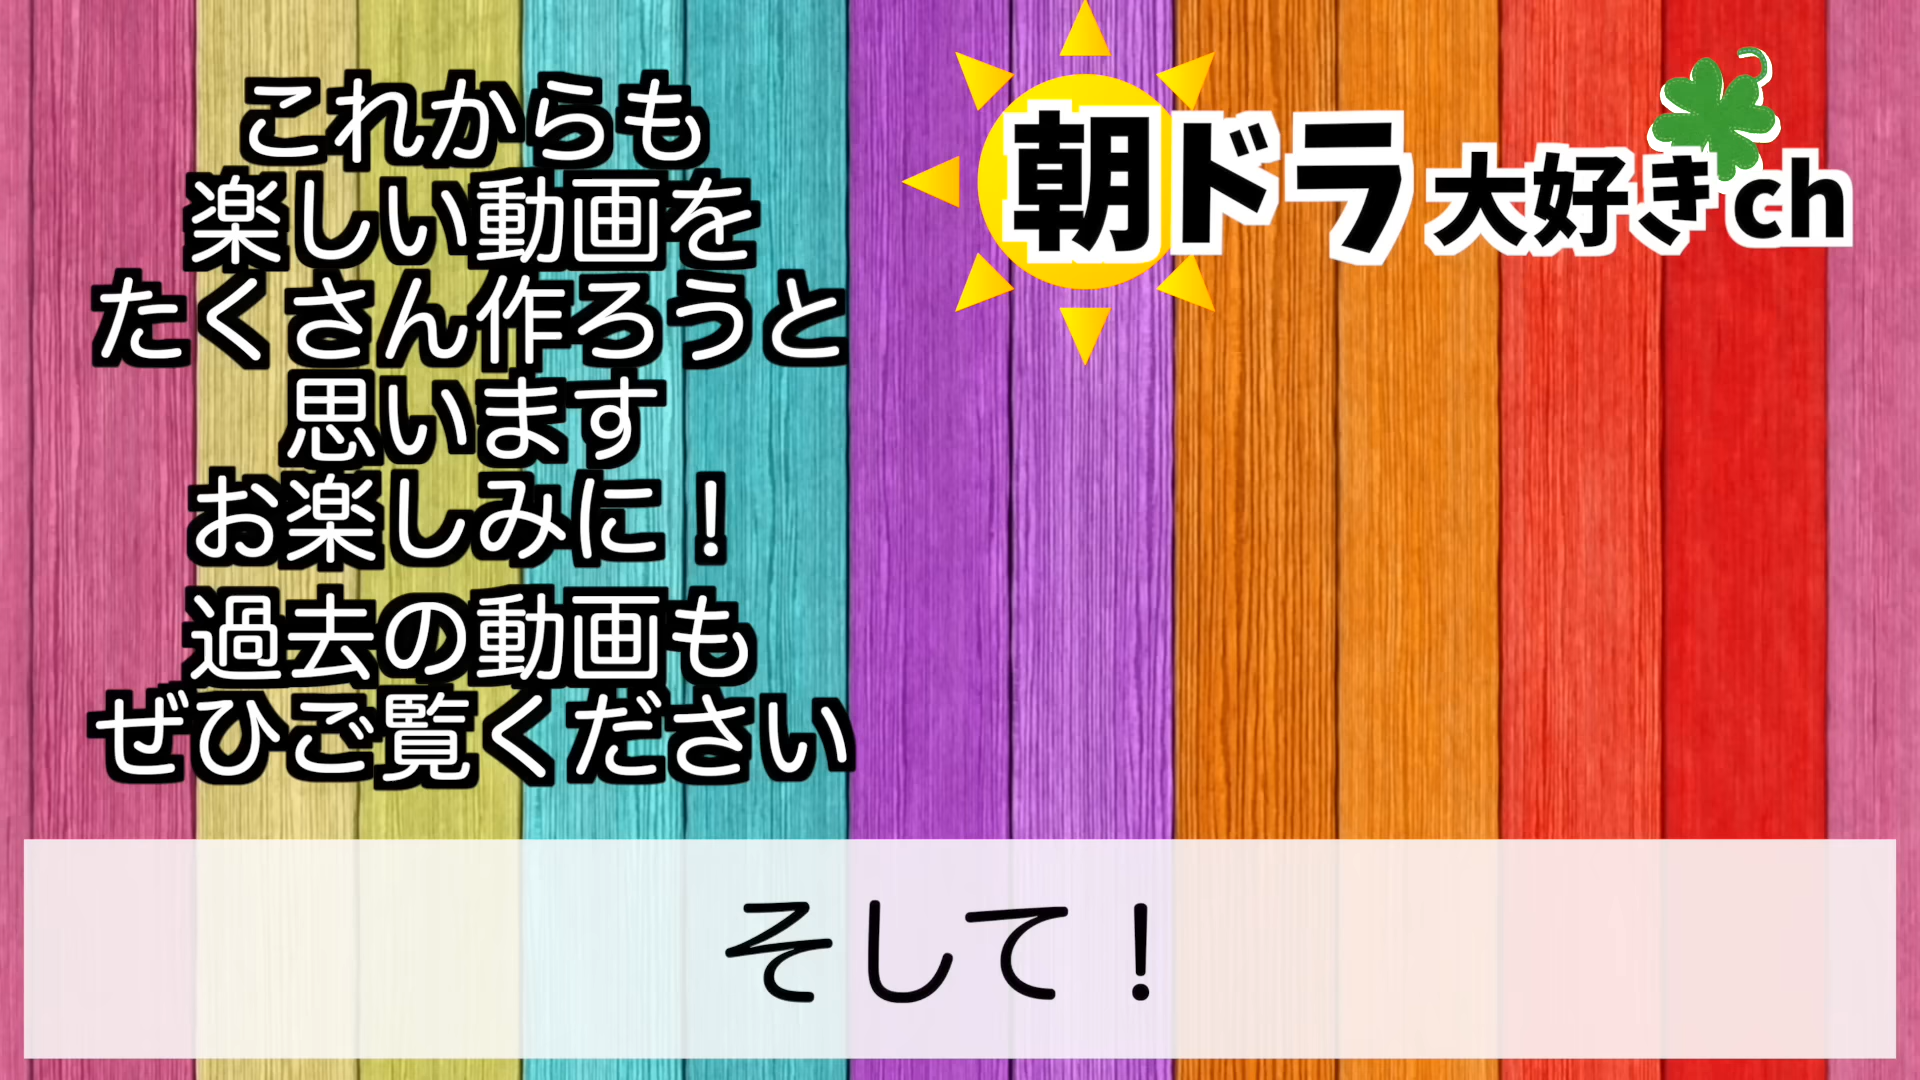 これからも
楽しい動画を
たくさん作ろうと
思います
お楽しみに！
過去の動画も
ぜひご覧ください
朝ドラ大好きch
そして！